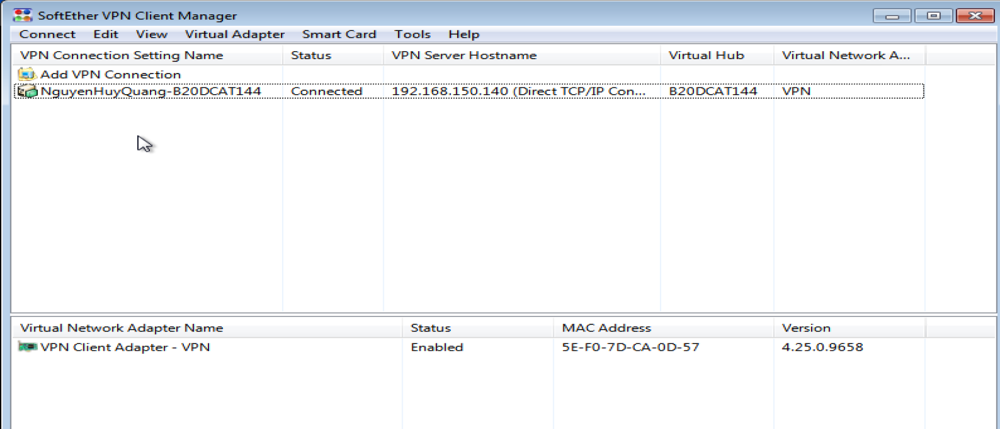 SoftEther VPN Client Manager
Connect Edit View Virtual Adapter Smart Card Tools Help
VPN Connection Setting Name Status VPN Server Hostname Virtual Hub Virtual Network A...
Add VPN Connection
NguyenHuyQuang-B20DCAT144 Connected 192.168.150.140 (Direct TCP/IP Con... B20DCAT144 VPN
Virtual Network Adapter Name Status MAC Address Version
VPN Client Adapter - VPN Enabled 5E-F0-7D-CA-0D-57 4.25.0.9658